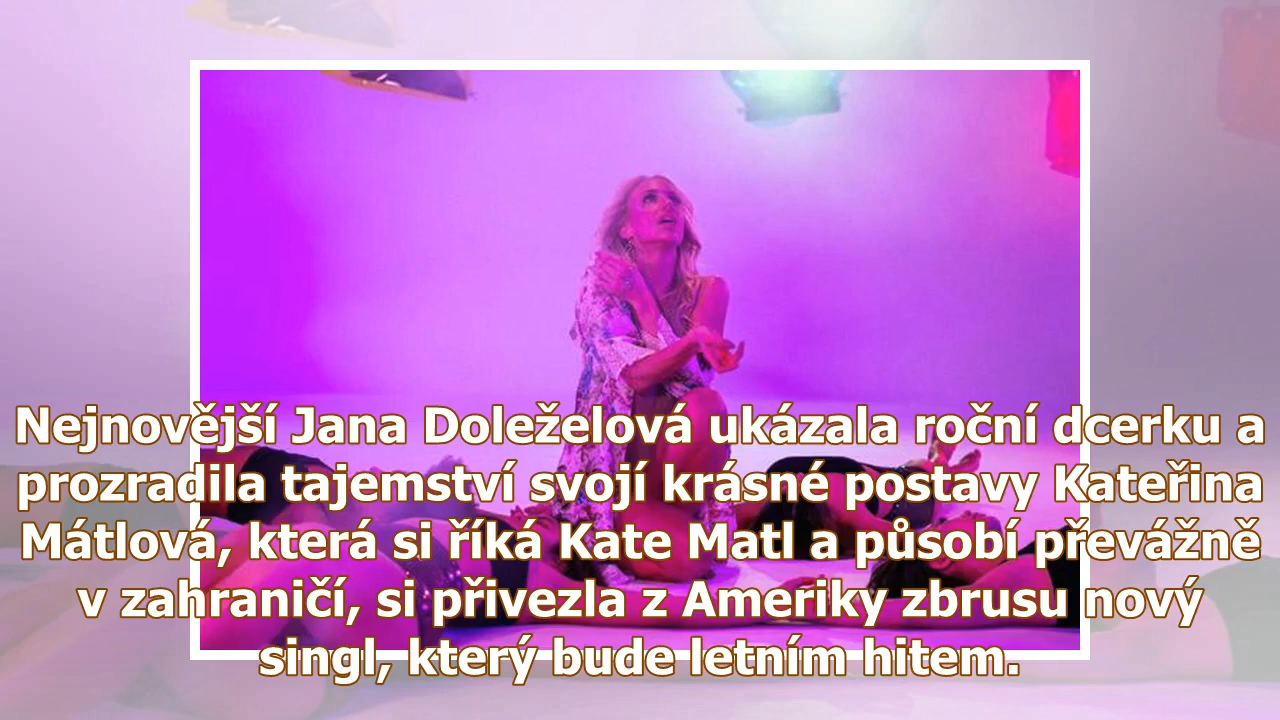 Nejnovější Jana Doleželová ukázala roční dcerku a
prozradila tajemství svojí krásné postavy Kateřina
Mátlová, která si říká Kate Matl a působí převážně
v zahraničí, si přivezla z Ameriky zbrusu nový
singl, který bude letním hitem.